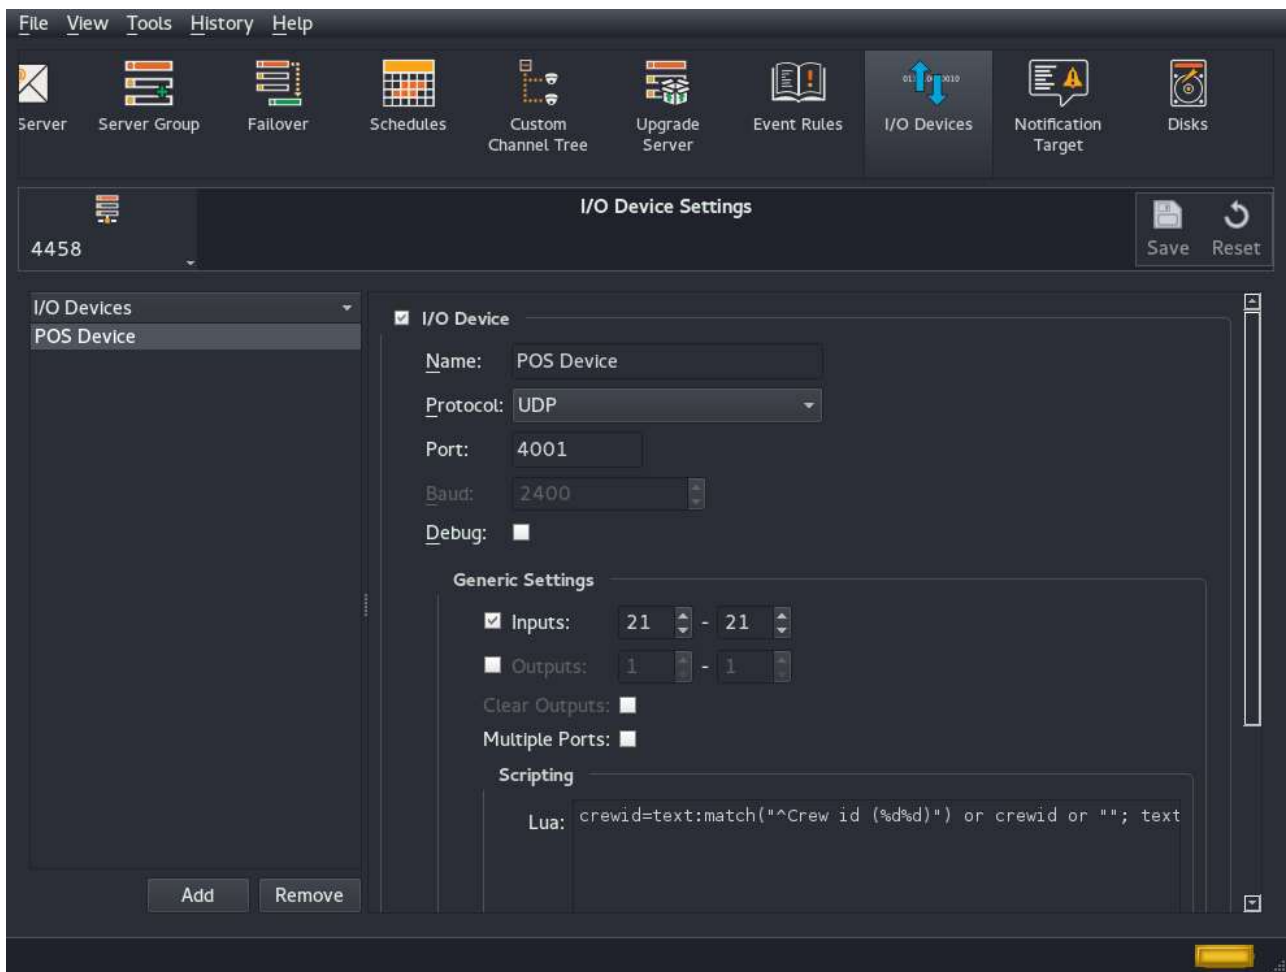 File View Tools History Help
Server
Server Group
Failover
Schedules
Custom
Channel Tree
Upgrade
Server
Event Rules
I/O Devices
Notification
Target
Disks
4458
I/O Device Settings
Save Reset
I/O Devices
POS Device
I/O Device
Name: POS Device
Protocol: UDP
Port: 4001
Baud: 2400
Debug:
Generic Settings
Inputs: 21 - 21
Outputs: 1 - 1
Clear Outputs:
Multiple Ports:
Scripting
Lua: crewid=text:match("^Crew id (%d%d)") or crewid or ""; text
Add Remove